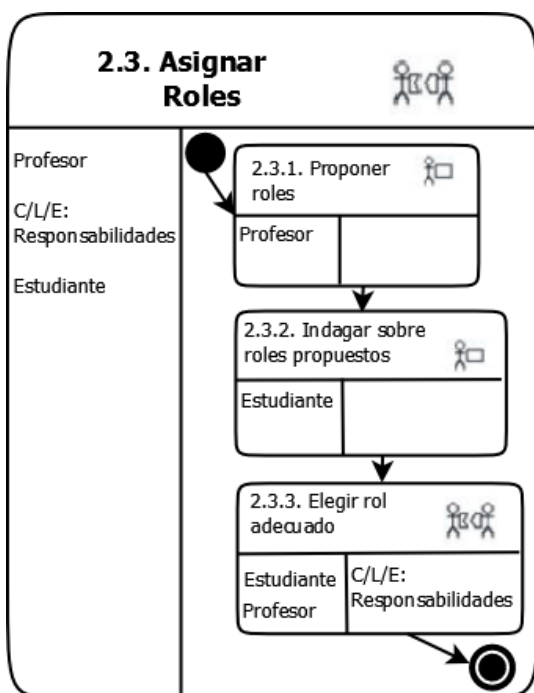 2.3. Asignar
Roles
Profesor
C/L/E:
Responsabilidades
Estudiante
2.3.1. Proponer
roles
Profesor
2.3.2. Indagar sobre
roles propuestos
Estudiante
2.3.3. Elegir rol
adecuado
Estudiante
Profesor
C/L/E:
Responsabilidades